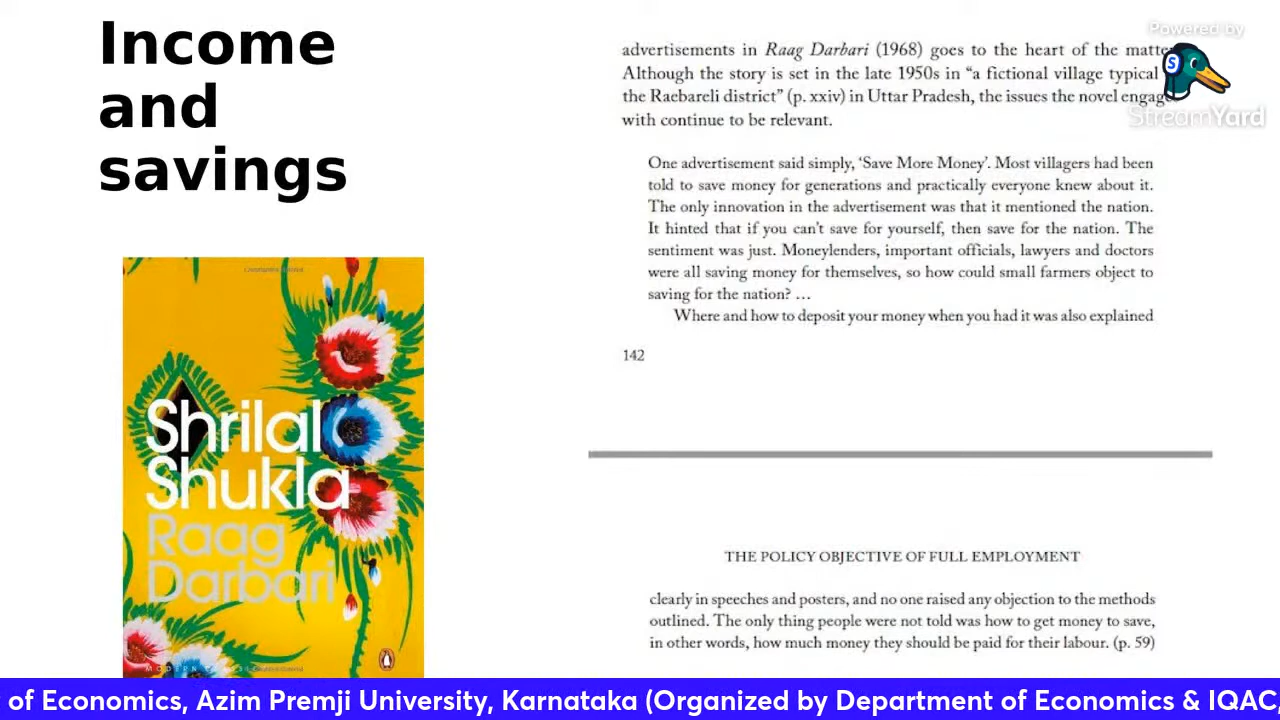 Income
and
savings
Shrilal
Shukla
Raag
Darbari
advertisements in Raag Darbari (1968) goes to the heart of the matte
Although the story is set in the late 1950s in “a fictional village typical
the Raebareli district” (p. xxiv) in Uttar Pradesh, the issues the novel engage
with continue to be relevant.
One advertisement said simply, ‘Save More Money’. Most villagers had been
told to save money for generations and practically everyone knew about it.
The only innovation in the advertisement was that it mentioned the nation.
It hinted that if you can’t save for yourself, then save for the nation. The
sentiment was just. Moneylenders, important officials, lawyers and doctors
were all saving money for themselves, so how could small farmers object to
saving for the nation? …
Where and how to deposit your money when you had it was also explained
142
THE POLICY OBJECTIVE OF FULL EMPLOYMENT
clearly in speeches and posters, and no one raised any objection to the methods
outlined. The only thing people were not told was how to get money to save,
in other words, how much money they should be paid for their labour. (p. 59)
Powered by
S
StreamYard
of Economics, Azim Premji University, Karnataka (Organized by Department of Economics & IQAC,